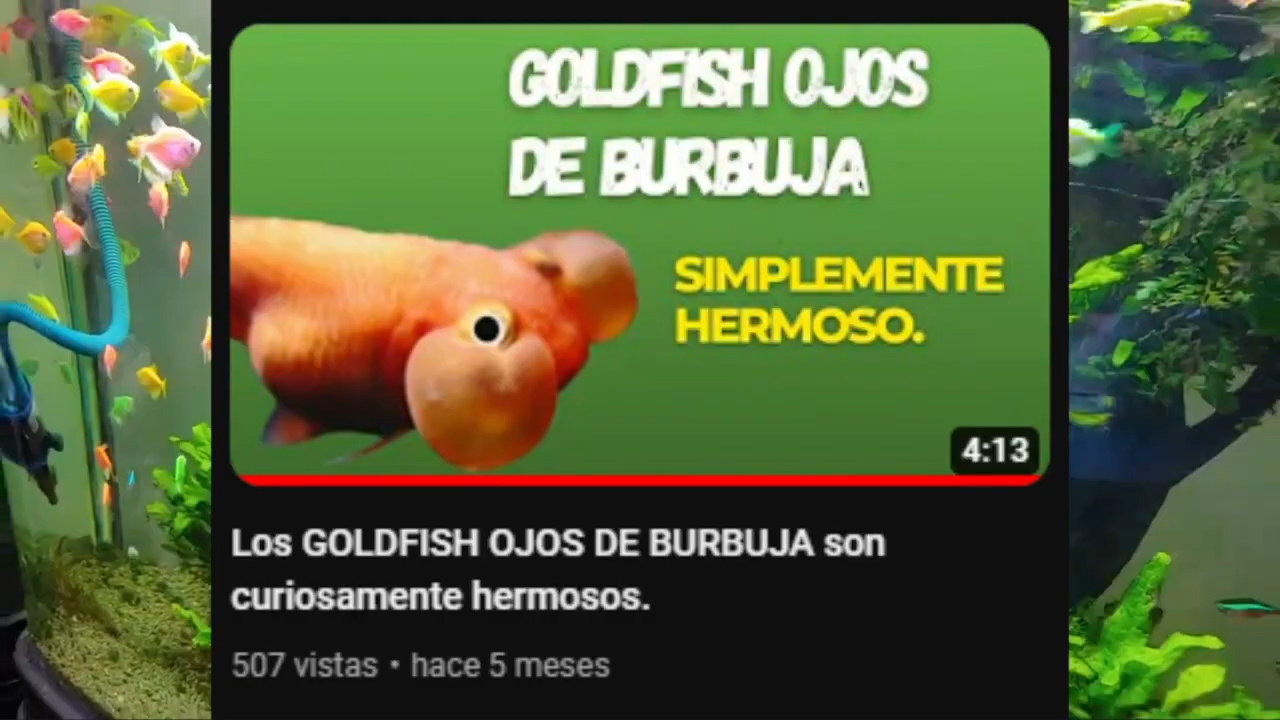 GOLDFISH OJOS
DE BURBUJA
SIMPLEMENTE
HERMOSO.
4:13
Los GOLDFISH OJOS DE BURBUJA son
curiosamente hermosos.
507 vistas • hace 5 meses